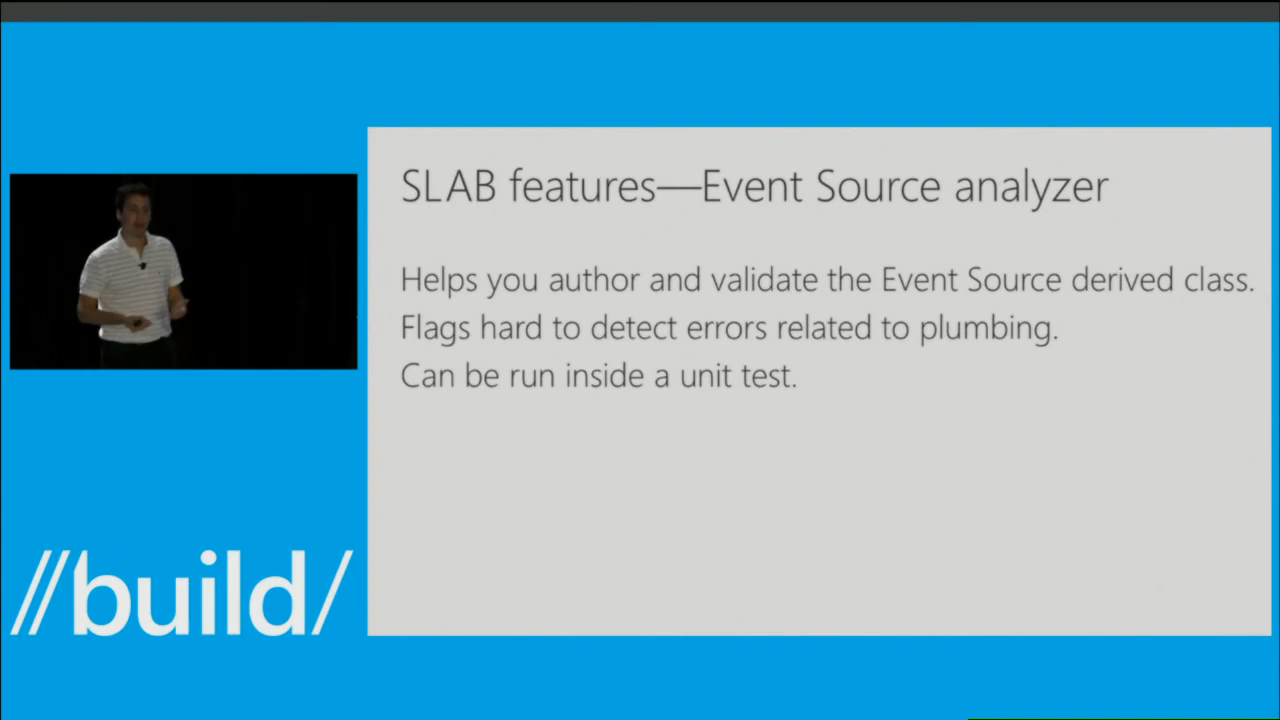 SLAB features—Event Source analyzer
Helps you author and validate the Event Source derived class.
Flags hard to detect errors related to plumbing.
Can be run inside a unit test.
//build/